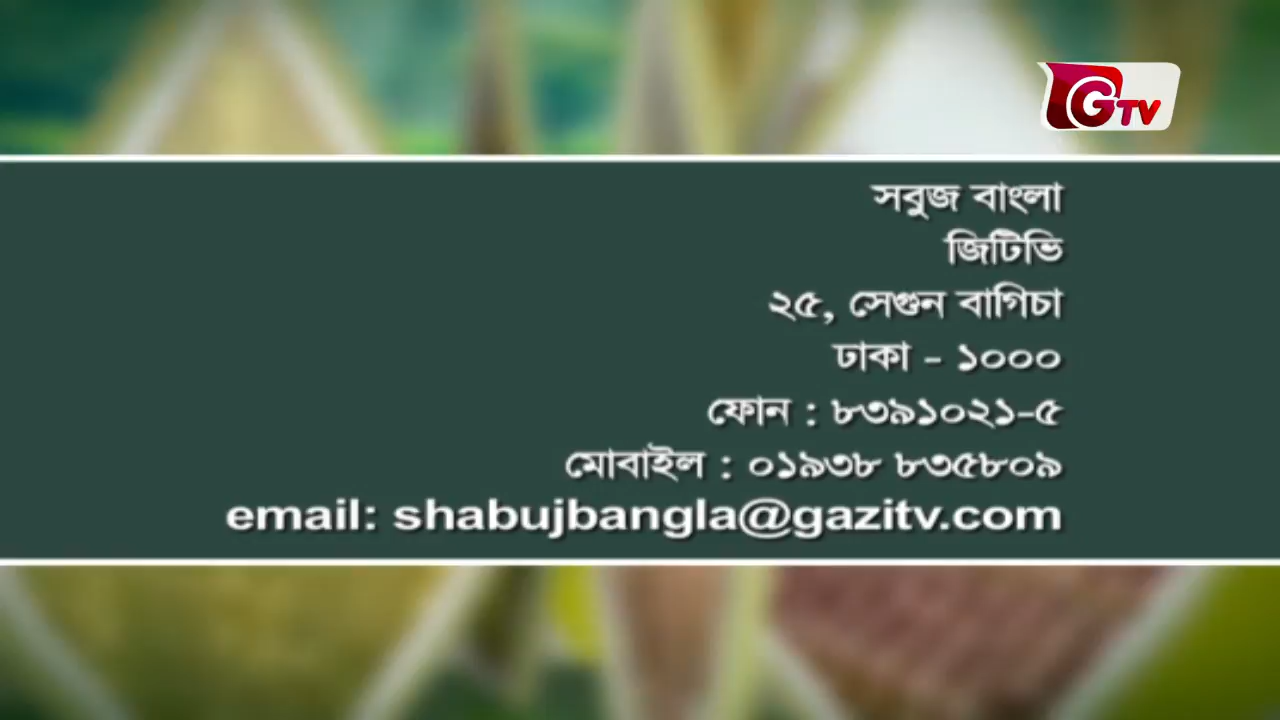 GTV
সবুজ বাংলা
জিটিভি
২৫, সেগুন বাগিচা
ঢাকা - ১০০০
ফোন : ৮৩৯১০২১-৫
মোবাইল : ০১৯৩৮ ৮৩৫৮০৯
email: shabujbangla@gazitv.com